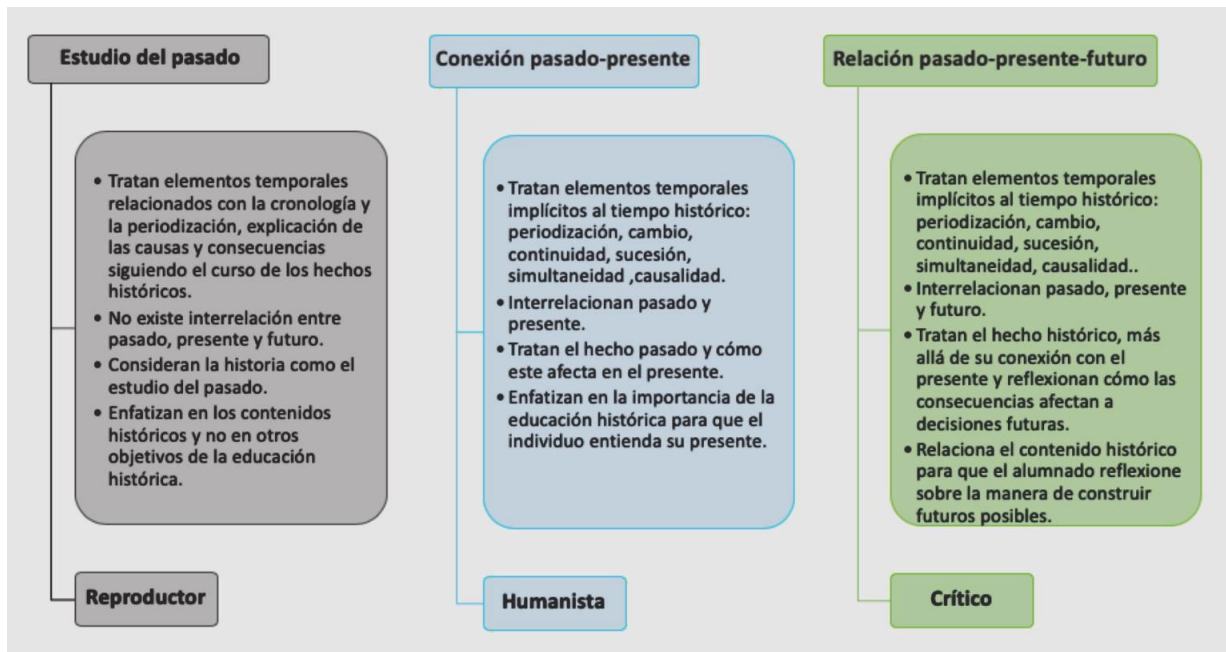 Estudio del pasado
• Tratan elementos temporales
relacionados con la cronología y
la periodización, explicación de
las causas y consecuencias
siguiendo el curso de los hechos
históricos.
• No existe interrelación entre
pasado, presente y futuro.
• Consideran la historia como el
estudio del pasado.
• Enfatizan en los contenidos
históricos y no en otros
objetivos de la educación
histórica.
Reproductor
Conexión pasado-presente
• Tratan elementos temporales
implícitos al tiempo histórico:
periodización, cambio,
continuidad, sucesión,
simultaneidad ,causalidad.
• Interrelacionan pasado y
presente.
• Tratan el hecho pasado y cómo
este afecta en el presente.
• Enfatizan en la importancia de la
educación histórica para que el
individuo entienda su presente.
Humanista
Relación pasado-presente-futuro
• Tratan elementos temporales
implícitos al tiempo histórico:
periodización, cambio,
continuidad, sucesión,
simultaneidad, causalidad..
• Interrelacionan pasado, presente
y futuro.
• Tratan el hecho histórico, más
allá de su conexión con el
presente y reflexionan cómo las
consecuencias afectan a
decisiones futuras.
• Relaciona el contenido histórico
para que el alumnado reflexione
sobre la manera de construir
futuros posibles.
Crítico